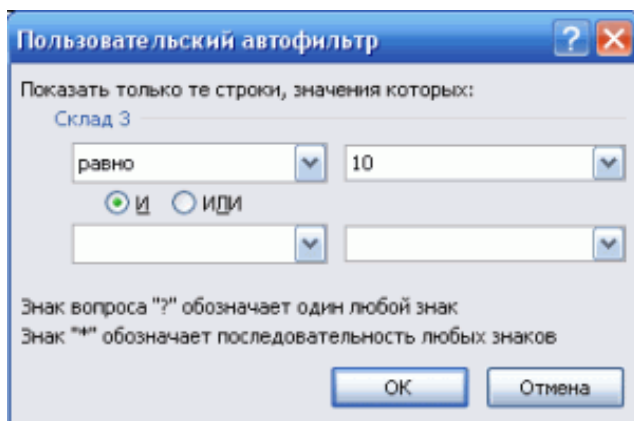 Пользовательский автофильтр
Показать только те строки, значения которых:
Склад 3
равно 10
И ИЛИ
Знак вопроса "?" обозначает один любой знак
Знак "*" обозначает последовательность любых знаков
ОК Отмена